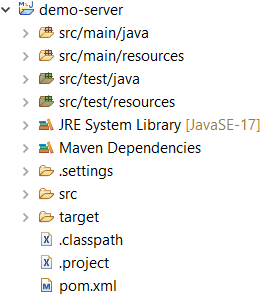 demo-server
src/main/java
src/main/resources
src/test/java
src/test/resources
JRE System Library [JavaSE-17]
Maven Dependencies
.settings
src
target
.classpath
.project
pom.xml